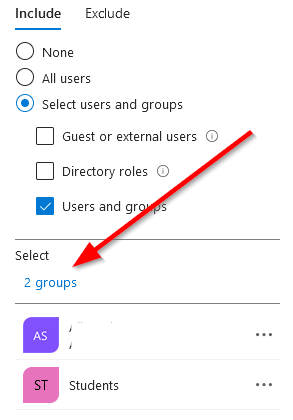 Include Exclude
None
All users
Select users and groups
Guest or external users
Directory roles
Users and groups
Select
2 groups
AS
ST Students